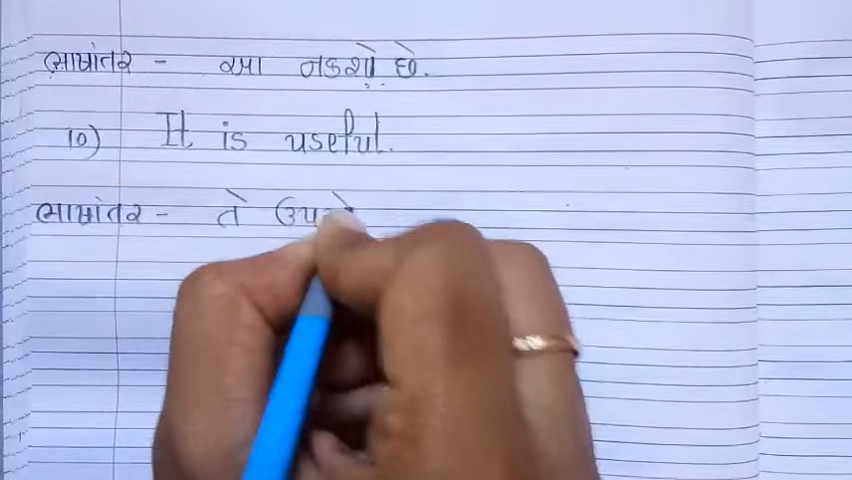 ભાષાંતર - આ નકશો છે.
10) It is useful.
ભાષાંતર - તે